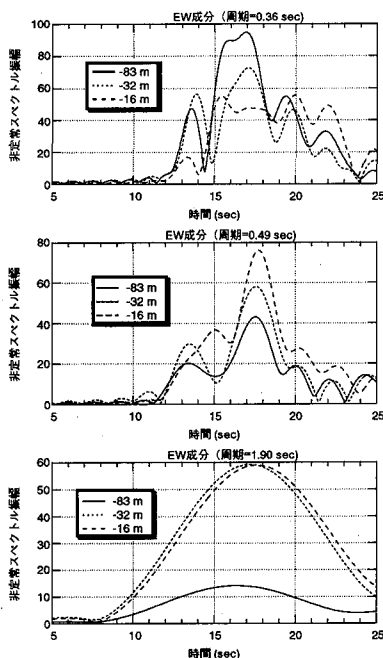 EW成分 (周期=0.36 sec)
非定常スペクトル振幅
100
80
60
40
20
0
-83 m
-32 m
-16 m
5 10 15 20 25
時間 (sec)
EW成分 (周期=0.49 sec)
非定常スペクトル振幅
80
60
40
20
0
-83 m
-32 m
-16 m
5 10 15 20 25
時間 (sec)
EW成分 (周期=1.90 sec)
非定常スペクトル振幅
60
50
40
30
20
10
0
-83 m
-32 m
-16 m
5 10 15 20 25
時間 (sec)